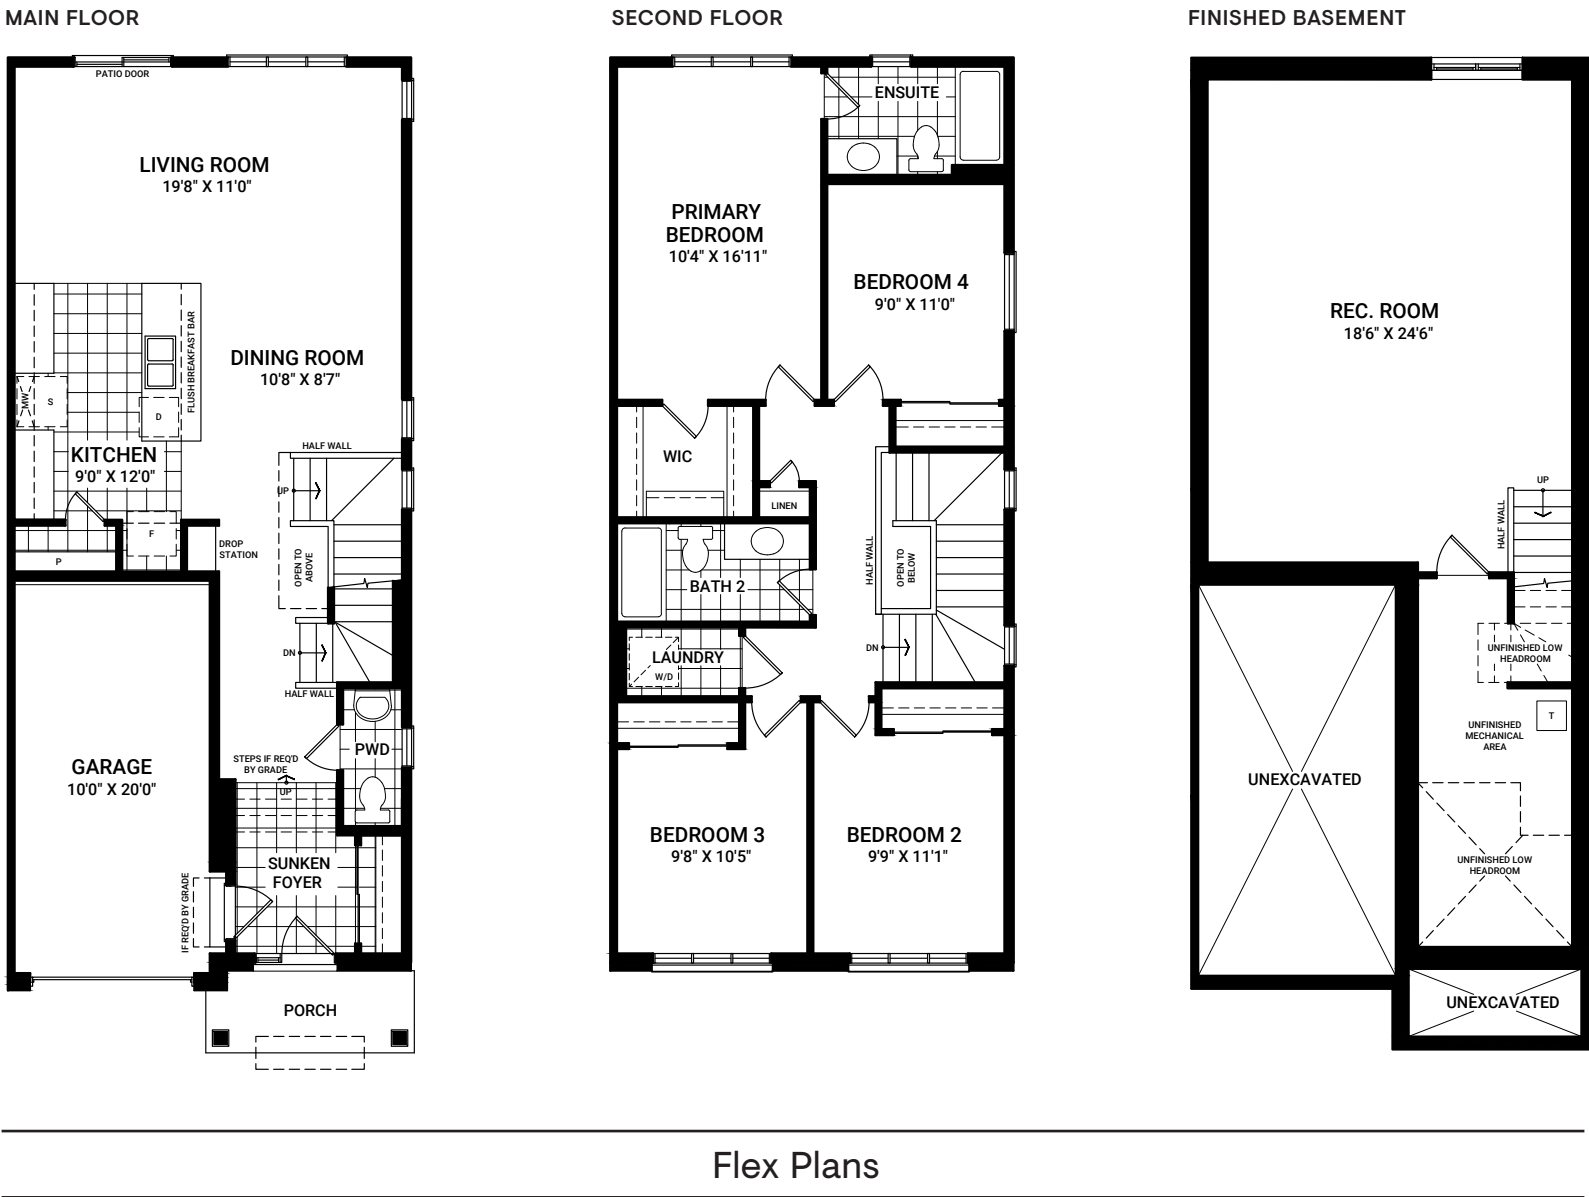 MAIN FLOOR
PATIO DOOR
LIVING ROOM
19'8" X 11'0"
FLUSH BREAKFAST BAR
DINING ROOM
10'8" X 8'7"
MW
S
D
KITCHEN
9'0" X 12'0"
HALF WALL
UP
F
P
DROP
STATION
OPEN TO
ABOVE
DN
HALF WALL
PWD
STEPS IF REQ'D
BY GRADE
UP
GARAGE
10'0" X 20'0"
SUNKEN
FOYER
IF REQ'D BY GRADE
PORCH
SECOND FLOOR
ENSUITE
PRIMARY
BEDROOM
10'4" X 16'11"
BEDROOM 4
9'0" X 11'0"
WIC
LINEN
HALF WALL
OPEN TO
BELOW
BATH 2
LAUNDRY
W/D
DN
BEDROOM 3
9'8" X 10'5"
BEDROOM 2
9'9" X 11'1"
FINISHED BASEMENT
REC. ROOM
18'6" X 24'6"
UP
HALF WALL
UNFINISHED LOW
HEADROOM
UNFINISHED
MECHANICAL
AREA
T
UNEXCAVATED
UNFINISHED LOW
HEADROOM
UNEXCAVATED
Flex Plans